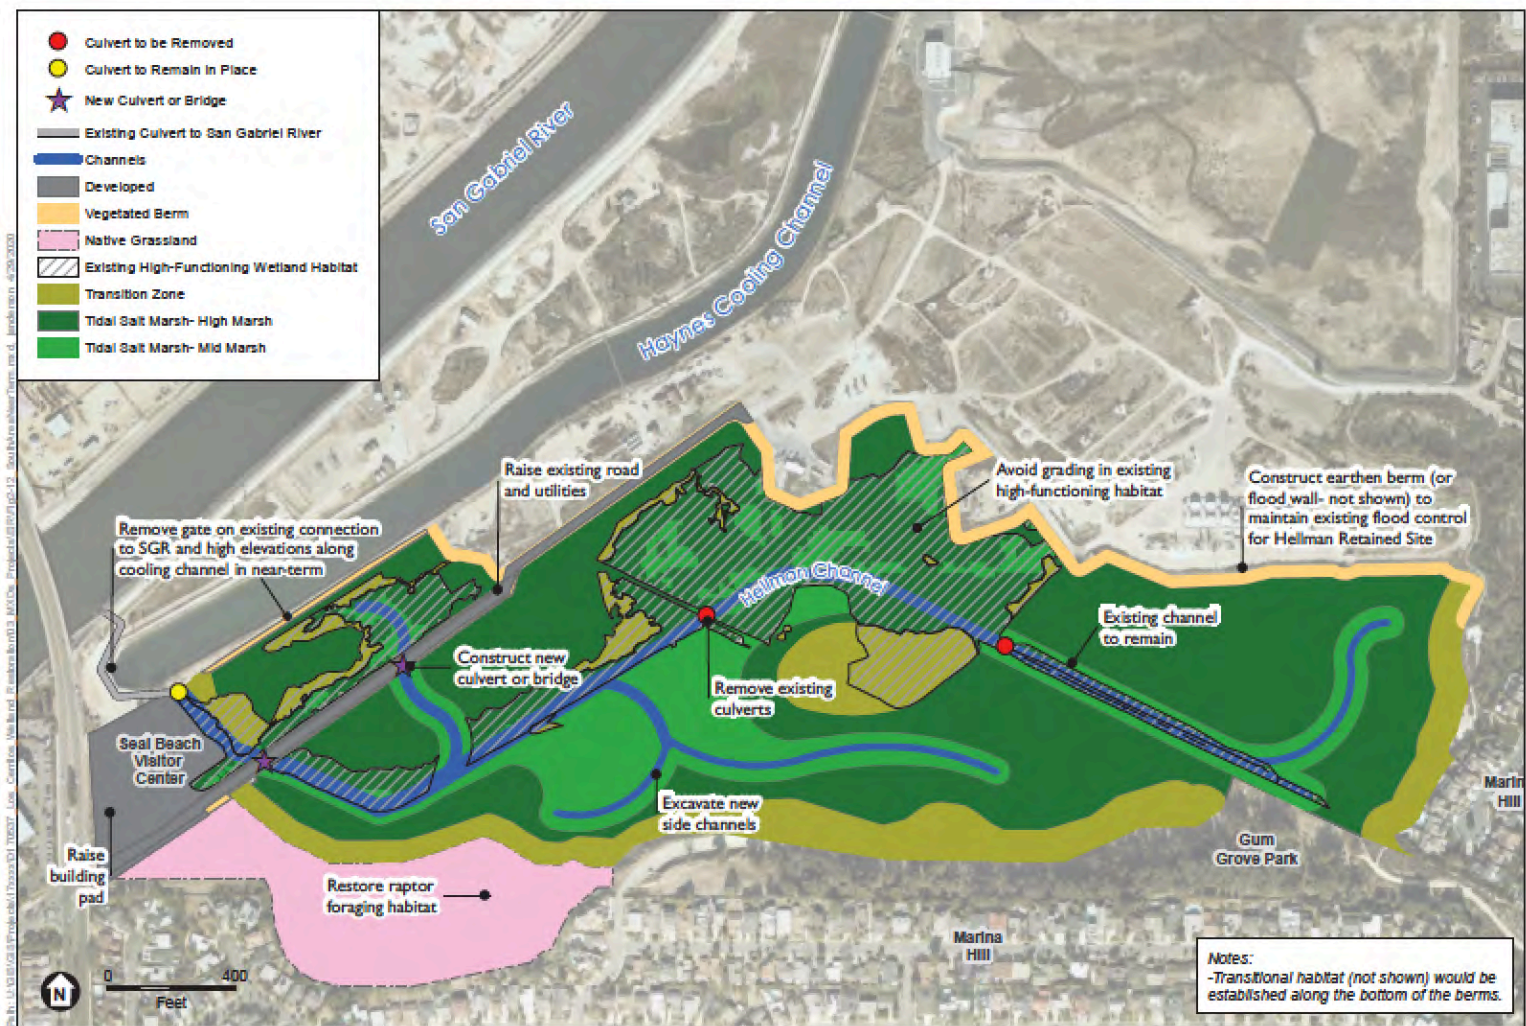 Culvert to be Removed
Culvert to Remain in Place
New Culvert or Bridge
Existing Culvert to San Gabriel River
Channels
Developed
Vegetated Berm
Native Grassland
Existing High-Functioning Wetland Habitat
Transition Zone
Tidal Salt Marsh- High Marsh
Tidal Salt Marsh- Mid Marsh
San Gabriel River
Haynes Cooling Channel
Raise existing road
and utilities
Avoid grading in existing
high-functioning habitat
Construct earthen berm (or
flood wall- not shown) to
maintain existing flood control
for Hellman Retained Site
Remove gate on existing connection
to SGR and high elevations along
cooling channel in near-term
Hellman Channel
Existing channel
to remain
Construct new
culvert or bridge
Remove existing
culverts
Seal Beach
Visitor
Center
Excavate new
side channels
Marin
Hill
Gum
Grove Park
Raise
building
pad
Restore raptor
foraging habitat
Marina
Hill
N
0 400
Feet
Notes:
-Transitional habitat (not shown) would be
established along the bottom of the berms.